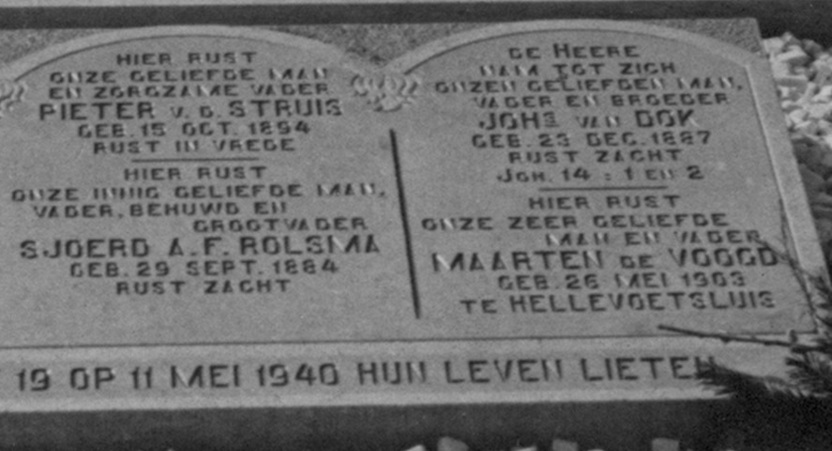 HIER RUST
ONZE GELIEFDE MAN
EN ZORGZAME VADER
PIETER v. d. STRUIS
GEB. 15 OCT. 1894
RUST IN VREDE
HIER RUST
ONZE INNIG GELIEFDE MAN,
VADER, BEHUWD EN
GROOTVADER
SJOERD A. F. ROLSMA
GEB. 29 SEPT. 1884
RUST ZACHT
DE HEERE
NAM TOT ZICH
ONZEN GELIEFDEN MAN,
VADER EN BROEDER
JOHS VAN DOK
GEB. 23 DEC. 1887
RUST ZACHT
JOH. 14 : 1 EN 2
HIER RUST
ONZE ZEER GELIEFDE
MAN EN VADER
MAARTEN DE VOOGD
GEB. 26 MEI 1903
TE HELLEVOETSLUIS
19 OP 11 MEI 1940 HUN LEVEN LIETEN